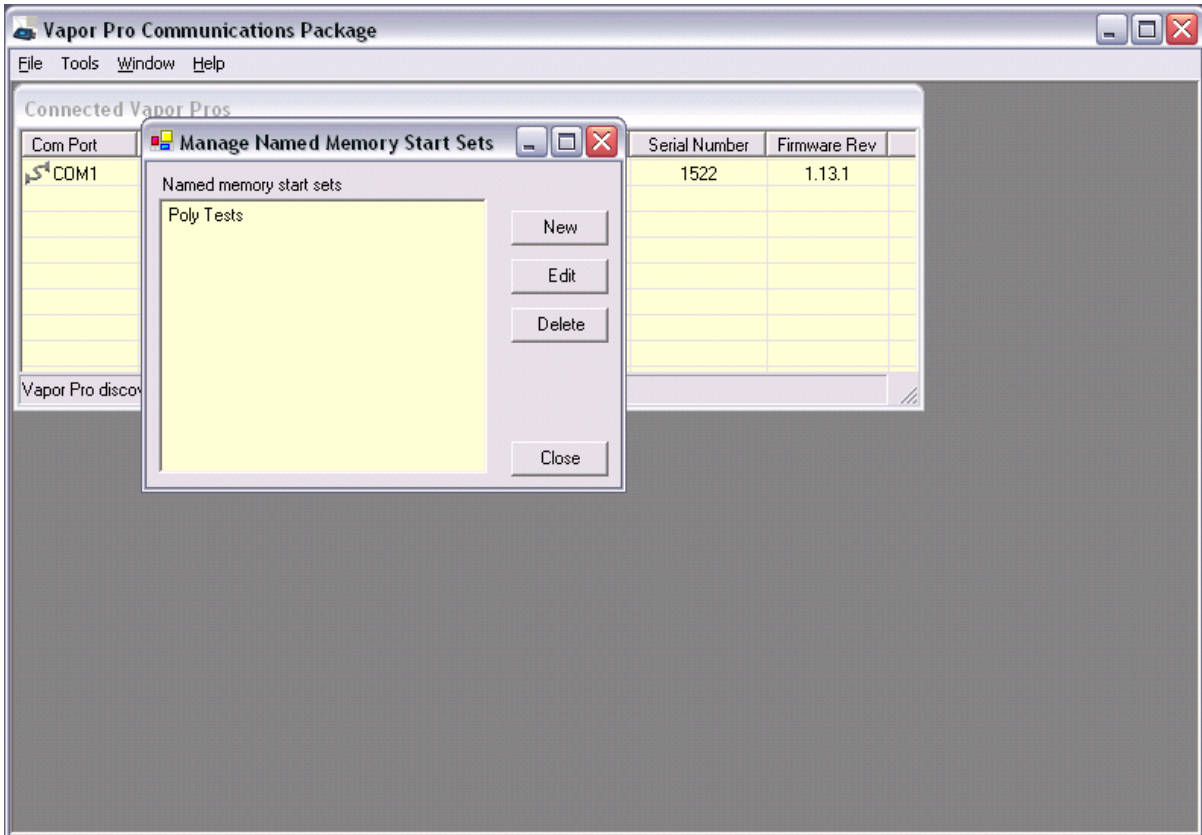 Vapor Pro Communications Package
File Tools Window Help
Connected Vapor Pros
Com Port Serial Number Firmware Rev
COM1 1522 1.13.1
Vapor Pro
Manage Named Memory Start Sets
Named memory start sets
Poly Tests
New
Edit
Delete
Close